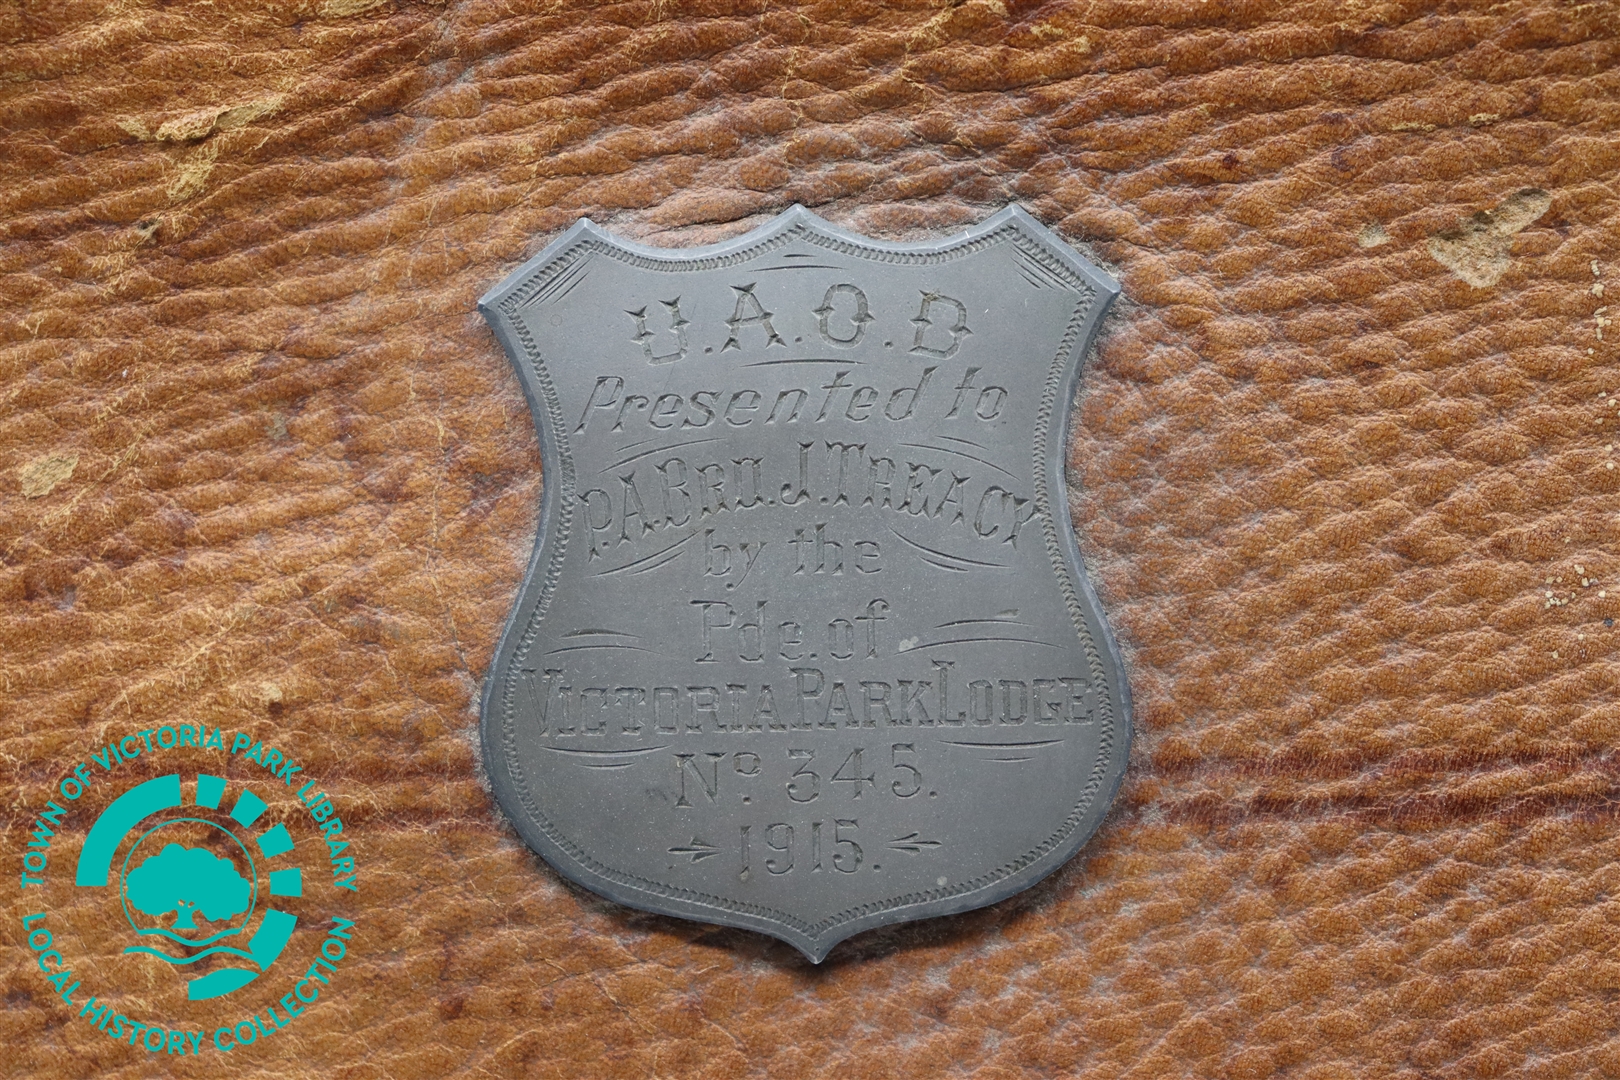 U.A.O.D
Presented to
P.A.BRO.J.TREACY
by the
Pde.of
VICTORIA PARK LODGE
No. 345.
1915.
TOWN OF VICTORIA PARK LIBRARY
LOCAL HISTORY COLLECTION